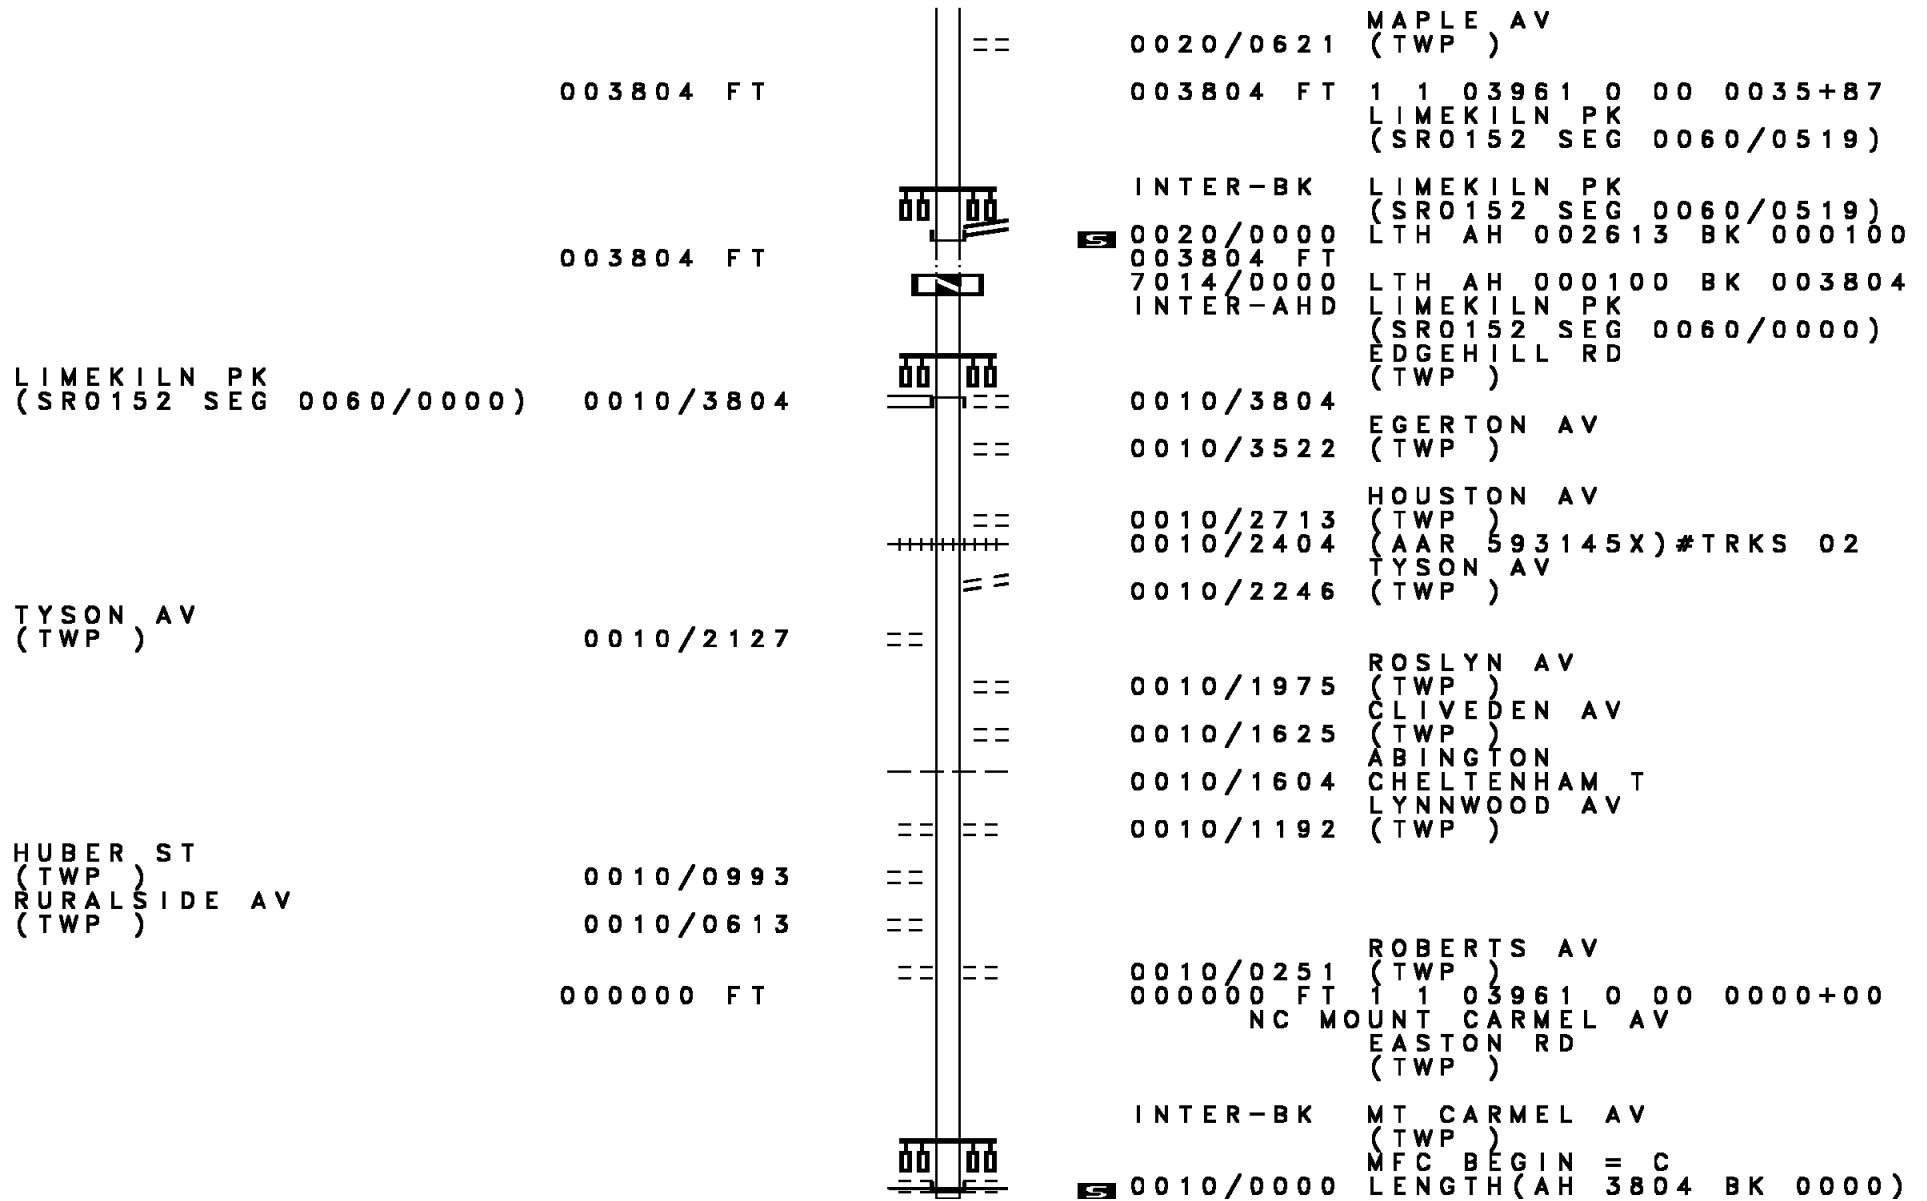 MAPLE AV
0020/0621 (TWP )
003804 FT 003804 FT 1 1 03961 0 00 0035+87
LIMEKILN PK
(SR0152 SEG 0060/0519)
INTER-BK LIMEKILN PK
(SR0152 SEG 0060/0519)
S 0020/0000 LTH AH 002613 BK 000100
003804 FT 003804 FT
7014/0000 LTH AH 000100 BK 003804
INTER-AHD LIMEKILN PK
(SR0152 SEG 0060/0000)
EDGEHILL RD
LIMEKILN PK (TWP )
(SR0152 SEG 0060/0000) 0010/3804 0010/3804
EGERTON AV
0010/3522 (TWP )
HOUSTON AV
0010/2713 (TWP )
0010/2404 (AAR 593145X)#TRKS 02
TYSON AV
0010/2246 (TWP )
TYSON AV
(TWP ) 0010/2127
ROSLYN AV
0010/1975 (TWP )
CLIVEDEN AV
0010/1625 (TWP )
ABINGTON
0010/1604 CHELTENHAM T
LYNNWOOD AV
0010/1192 (TWP )
HUBER ST
(TWP ) 0010/0993
RURALSIDE AV
(TWP ) 0010/0613
ROBERTS AV
0010/0251 (TWP )
000000 FT 000000 FT 1 1 03961 0 00 0000+00
NC MOUNT CARMEL AV
EASTON RD
(TWP )
INTER-BK MT CARMEL AV
(TWP )
MFC BEGIN = C
S 0010/0000 LENGTH(AH 3804 BK 0000)